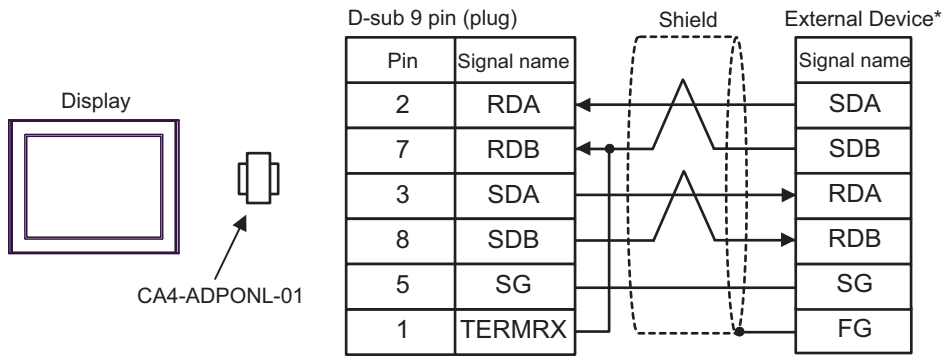 D-sub 9 pin (plug) Shield External Device*
Pin Signal name Signal name
Display
2 RDA SDA
7 RDB SDB
3 SDA RDA
8 SDB RDB
CA4-ADPONL-01
5 SG SG
1 TERMRX FG